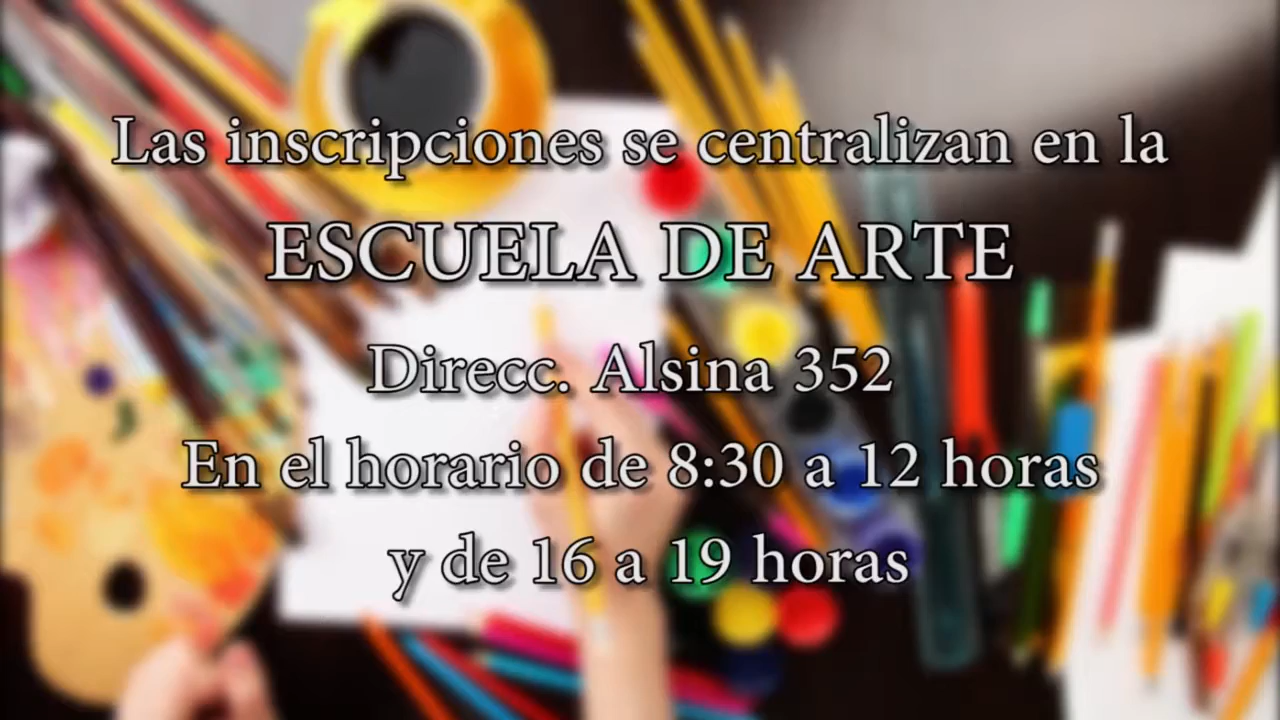 Las inscripciones se centralizan en la
ESCUELA DE ARTE
Direcc. Alsina 352
En el horario de 8:30 a 12 horas
y de 16 a 19 horas